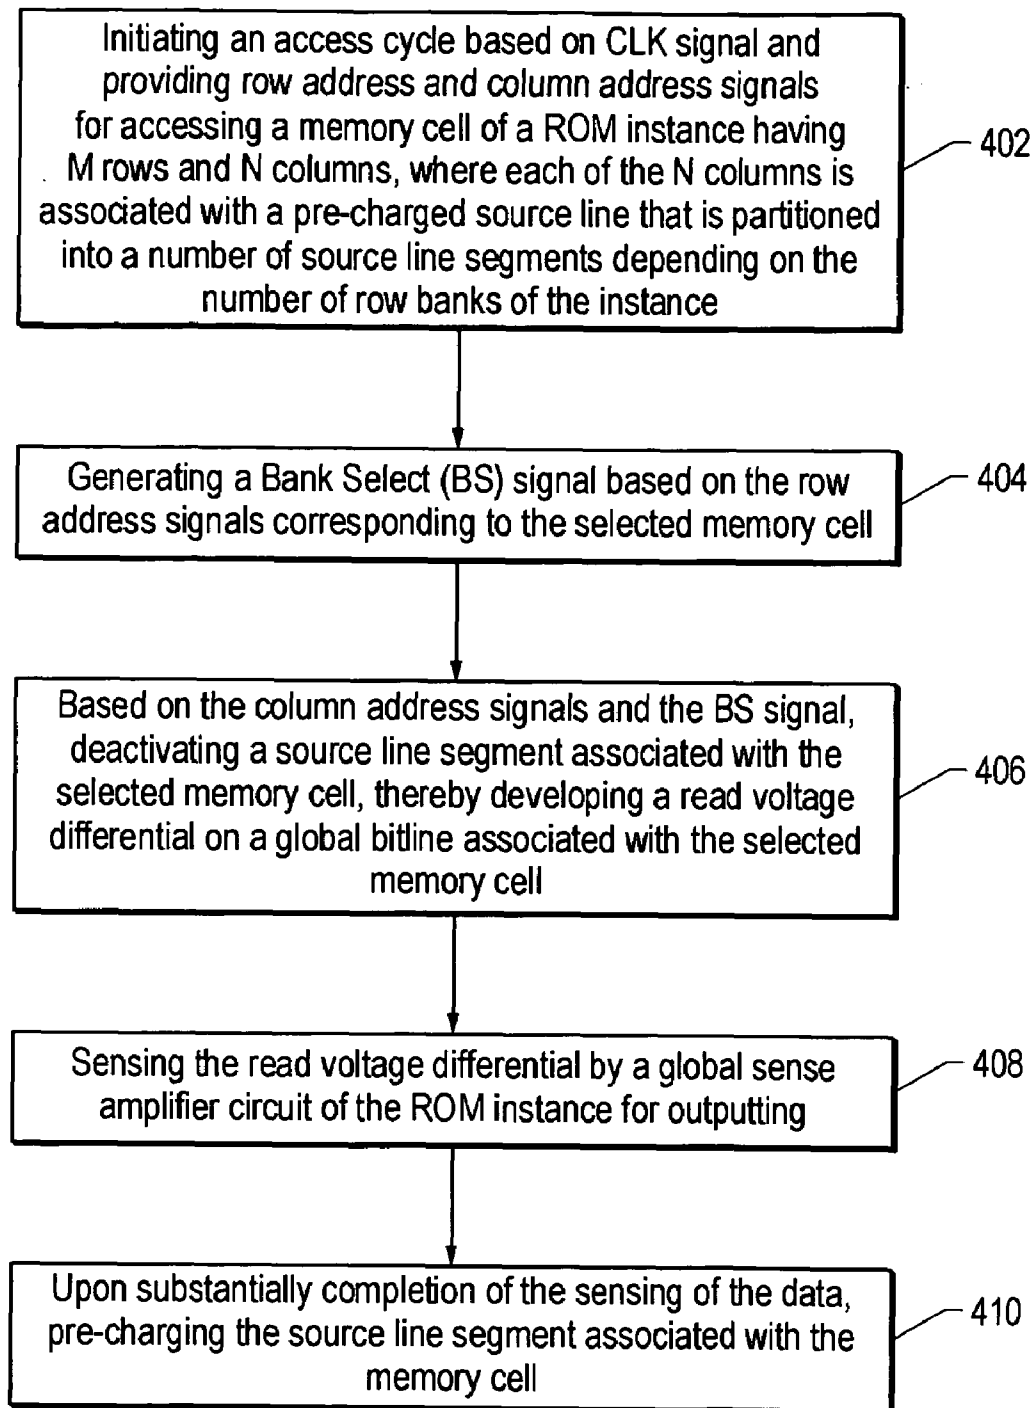 Initiating an access cycle based on CLK signal and
providing row address and column address signals
for accessing a memory cell of a ROM instance having
M rows and N columns, where each of the N columns is
associated with a pre-charged source line that is partitioned
into a number of source line segments depending on the
number of row banks of the instance
402
Generating a Bank Select (BS) signal based on the row
address signals corresponding to the selected memory cell
404
Based on the column address signals and the BS signal,
deactivating a source line segment associated with the
selected memory cell, thereby developing a read voltage
differential on a global bitline associated with the selected
memory cell
406
Sensing the read voltage differential by a global sense
amplifier circuit of the ROM instance for outputting
408
Upon substantially completion of the sensing of the data,
pre-charging the source line segment associated with the
memory cell
410